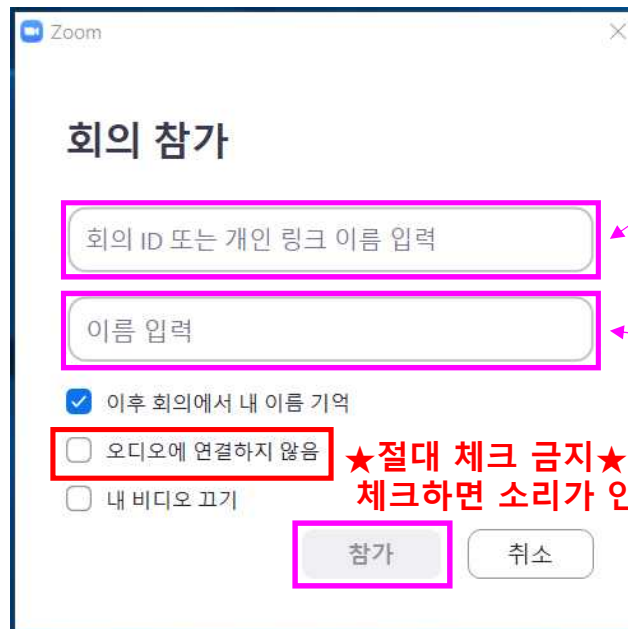 Zoom
회의 참가
회의 ID 또는 개인 링크 이름 입력
이름 입력
이후 회의에서 내 이름 기억
오디오에 연결하지 않음
★절대 체크 금지★
체크하면 소리가
내 비디오 끄기
참가
취소